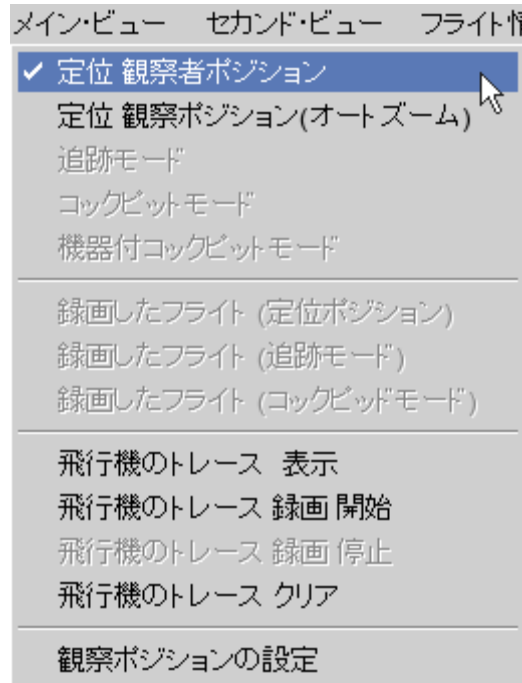 メイン・ビュー セカンド・ビュー フライト情
定位 観察者ポジション
定位 観察ポジション(オートズーム)
追跡モード
コックピットモード
機器付コックピットモード
録画したフライト (定位ポジション)
録画したフライト (追跡モード)
録画したフライト (コックピッドモード)
飛行機のトレース 表示
飛行機のトレース 録画 開始
飛行機のトレース 録画 停止
飛行機のトレース クリア
観察ポジションの設定